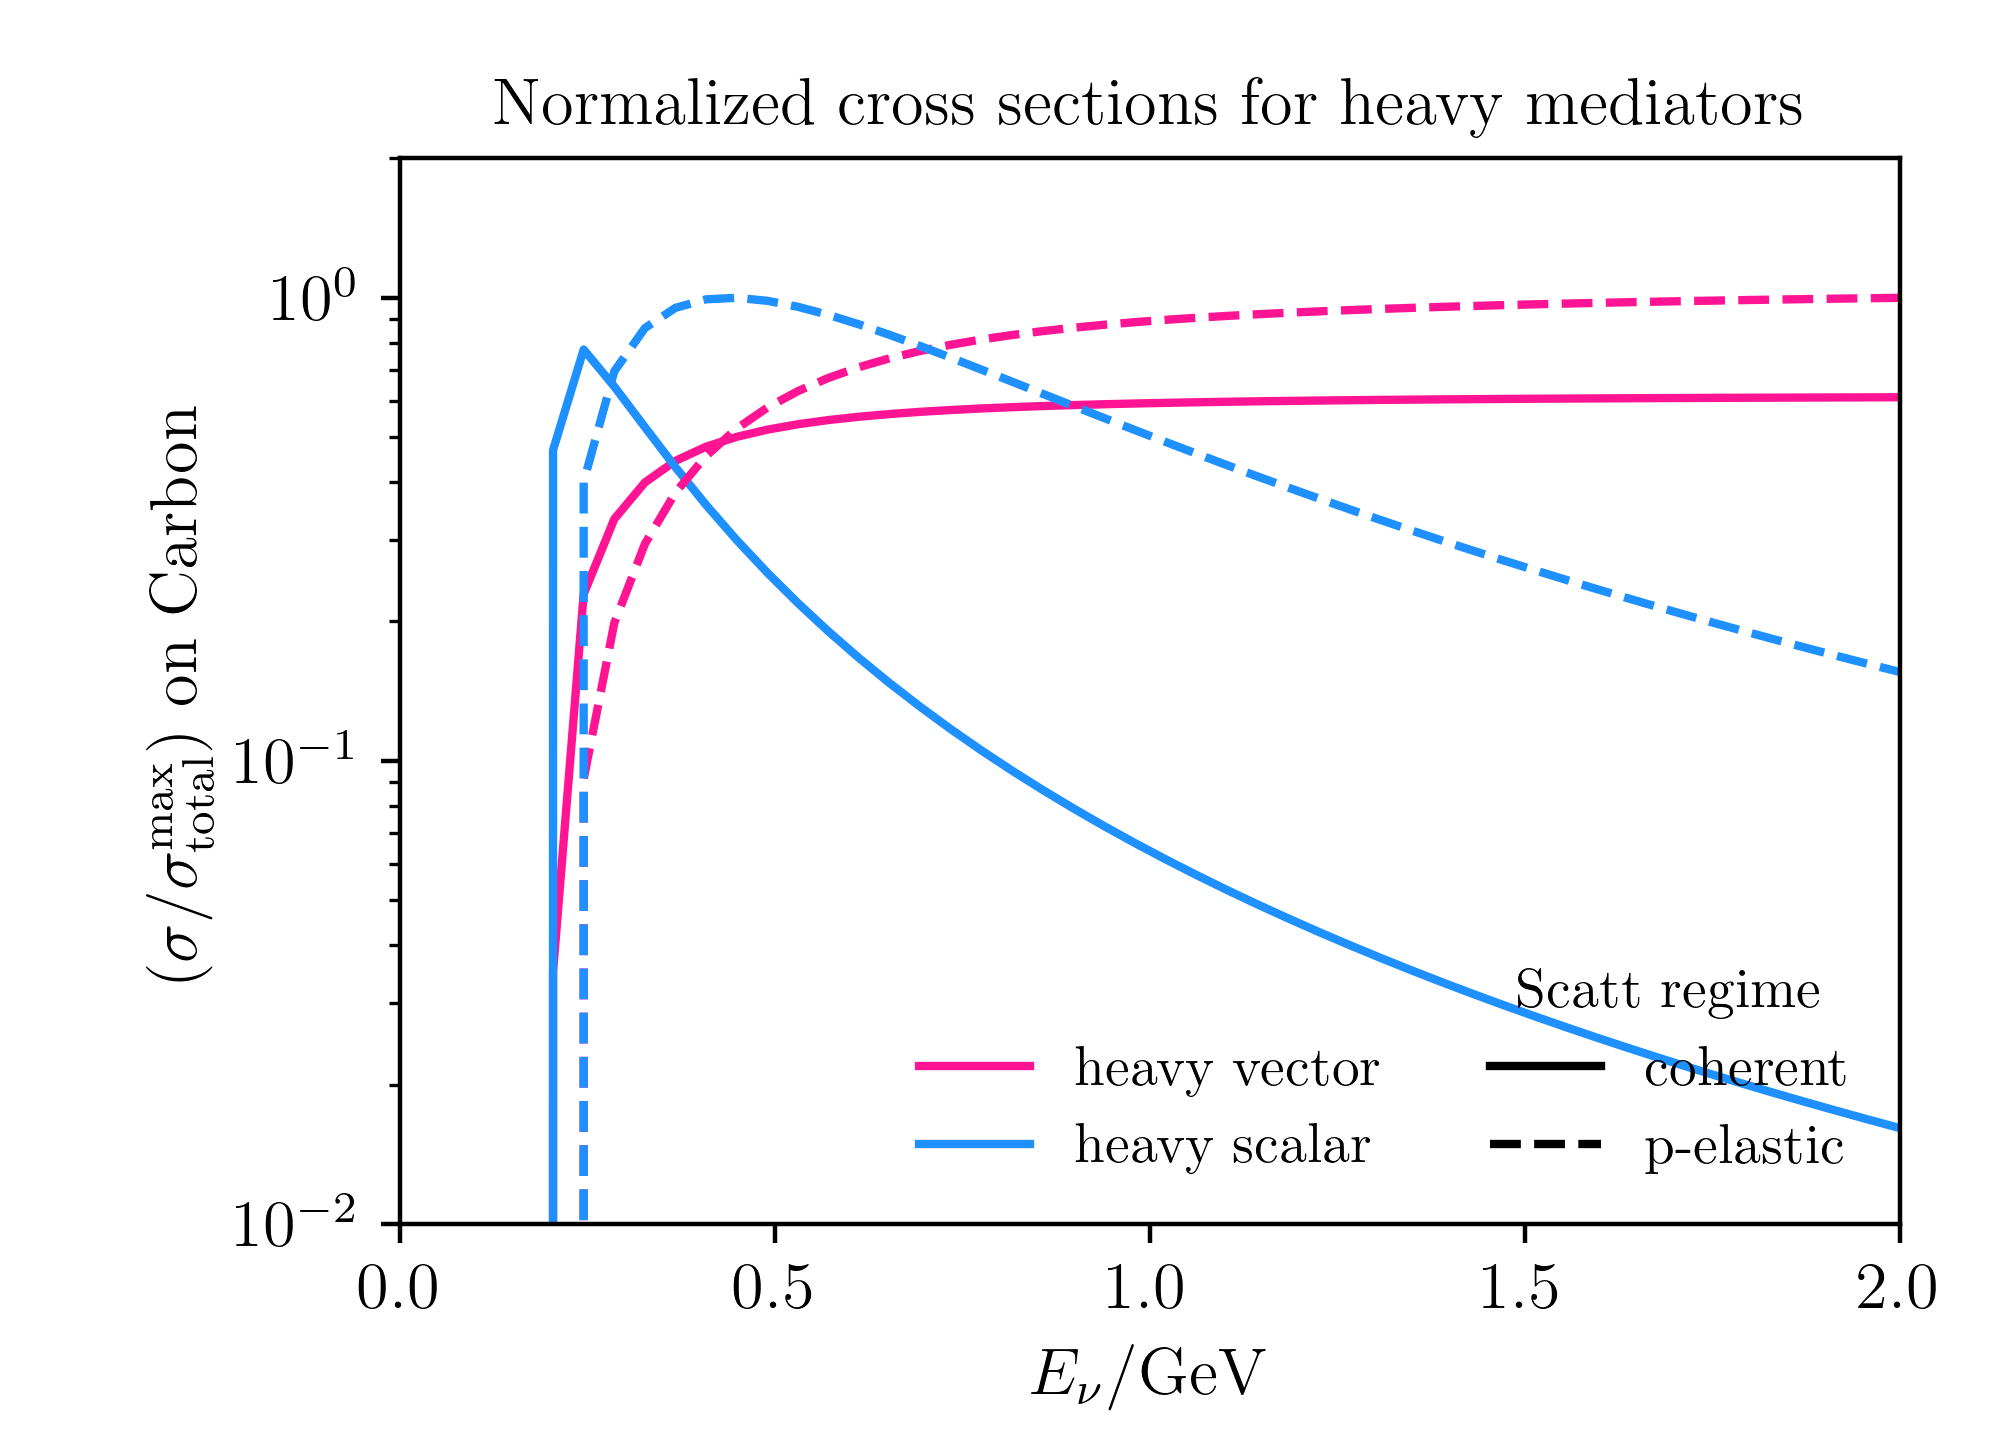 Normalized cross sections for heavy mediators
(σ/σ^max_total) on Carbon
10^0
10^−1
10^−2
Scatt regime
heavy vector
heavy scalar
coherent
p-elastic
0.0 0.5 1.0 1.5 2.0
E_ν/GeV